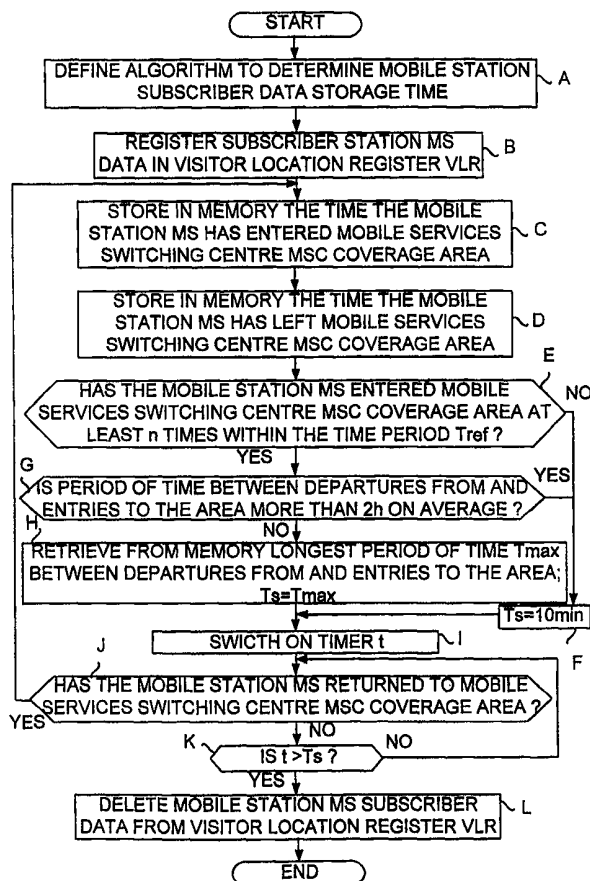 START
DEFINE ALGORITHM TO DETERMINE MOBILE STATION
SUBSCRIBER DATA STORAGE TIME
A
REGISTER SUBSCRIBER STATION MS
DATA IN VISITOR LOCATION REGISTER VLR
B
STORE IN MEMORY THE TIME THE MOBILE
STATION MS HAS ENTERED MOBILE SERVICES
SWITCHING CENTRE MSC COVERAGE AREA
C
STORE IN MEMORY THE TIME THE MOBILE
STATION MS HAS LEFT MOBILE SERVICES
SWITCHING CENTRE MSC COVERAGE AREA
D
E
HAS THE MOBILE STATION MS ENTERED MOBILE
SERVICES SWITCHING CENTRE MSC COVERAGE AREA AT
LEAST n TIMES WITHIN THE TIME PERIOD Tref ?
NO
YES
G
IS PERIOD OF TIME BETWEEN DEPARTURES FROM AND
ENTRIES TO THE AREA MORE THAN 2h ON AVERAGE ?
YES
NO
H
RETRIEVE FROM MEMORY LONGEST PERIOD OF TIME Tmax
BETWEEN DEPARTURES FROM AND ENTRIES TO THE AREA;
Ts=Tmax
Ts=10min
F
SWICTH ON TIMER t
I
J
HAS THE MOBILE STATION MS RETURNED TO MOBILE
SERVICES SWITCHING CENTRE MSC COVERAGE AREA ?
YES
NO
K
IS t >Ts ?
NO
YES
DELETE MOBILE STATION MS SUBSCRIBER
DATA FROM VISITOR LOCATION REGISTER VLR
L
END